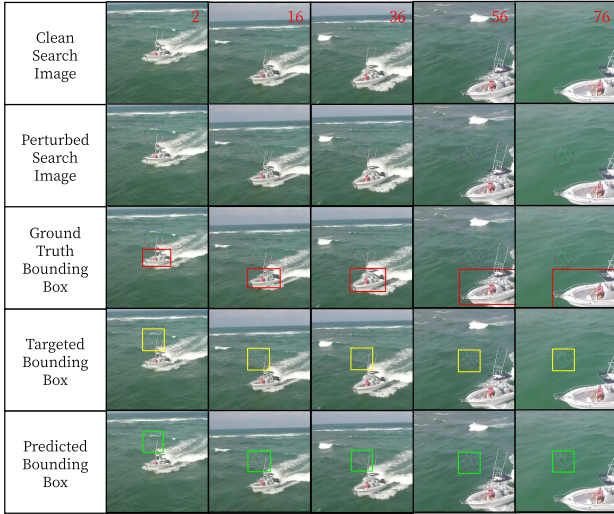 Clean
Search
Image
2
16
36
56
76
Perturbed
Search
Image
Ground
Truth
Bounding
Box
Targeted
Bounding
Box
Predicted
Bounding
Box